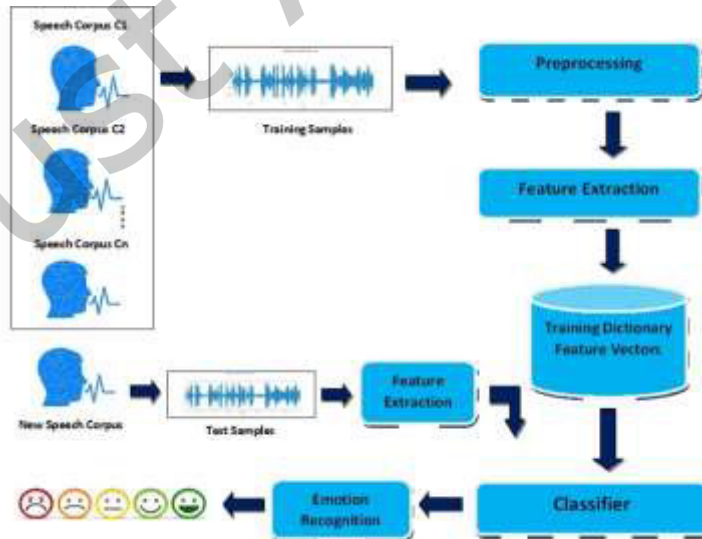 Speech Corpus C1
Preprocessing
Training Samples
Speech Corpus C2
Feature Extraction
Speech Corpus Cn
Training Dictionary
Feature Vectors
Feature
Extraction
New Speech Corpus
Test Samples
Emotion
Recognition
Classifier